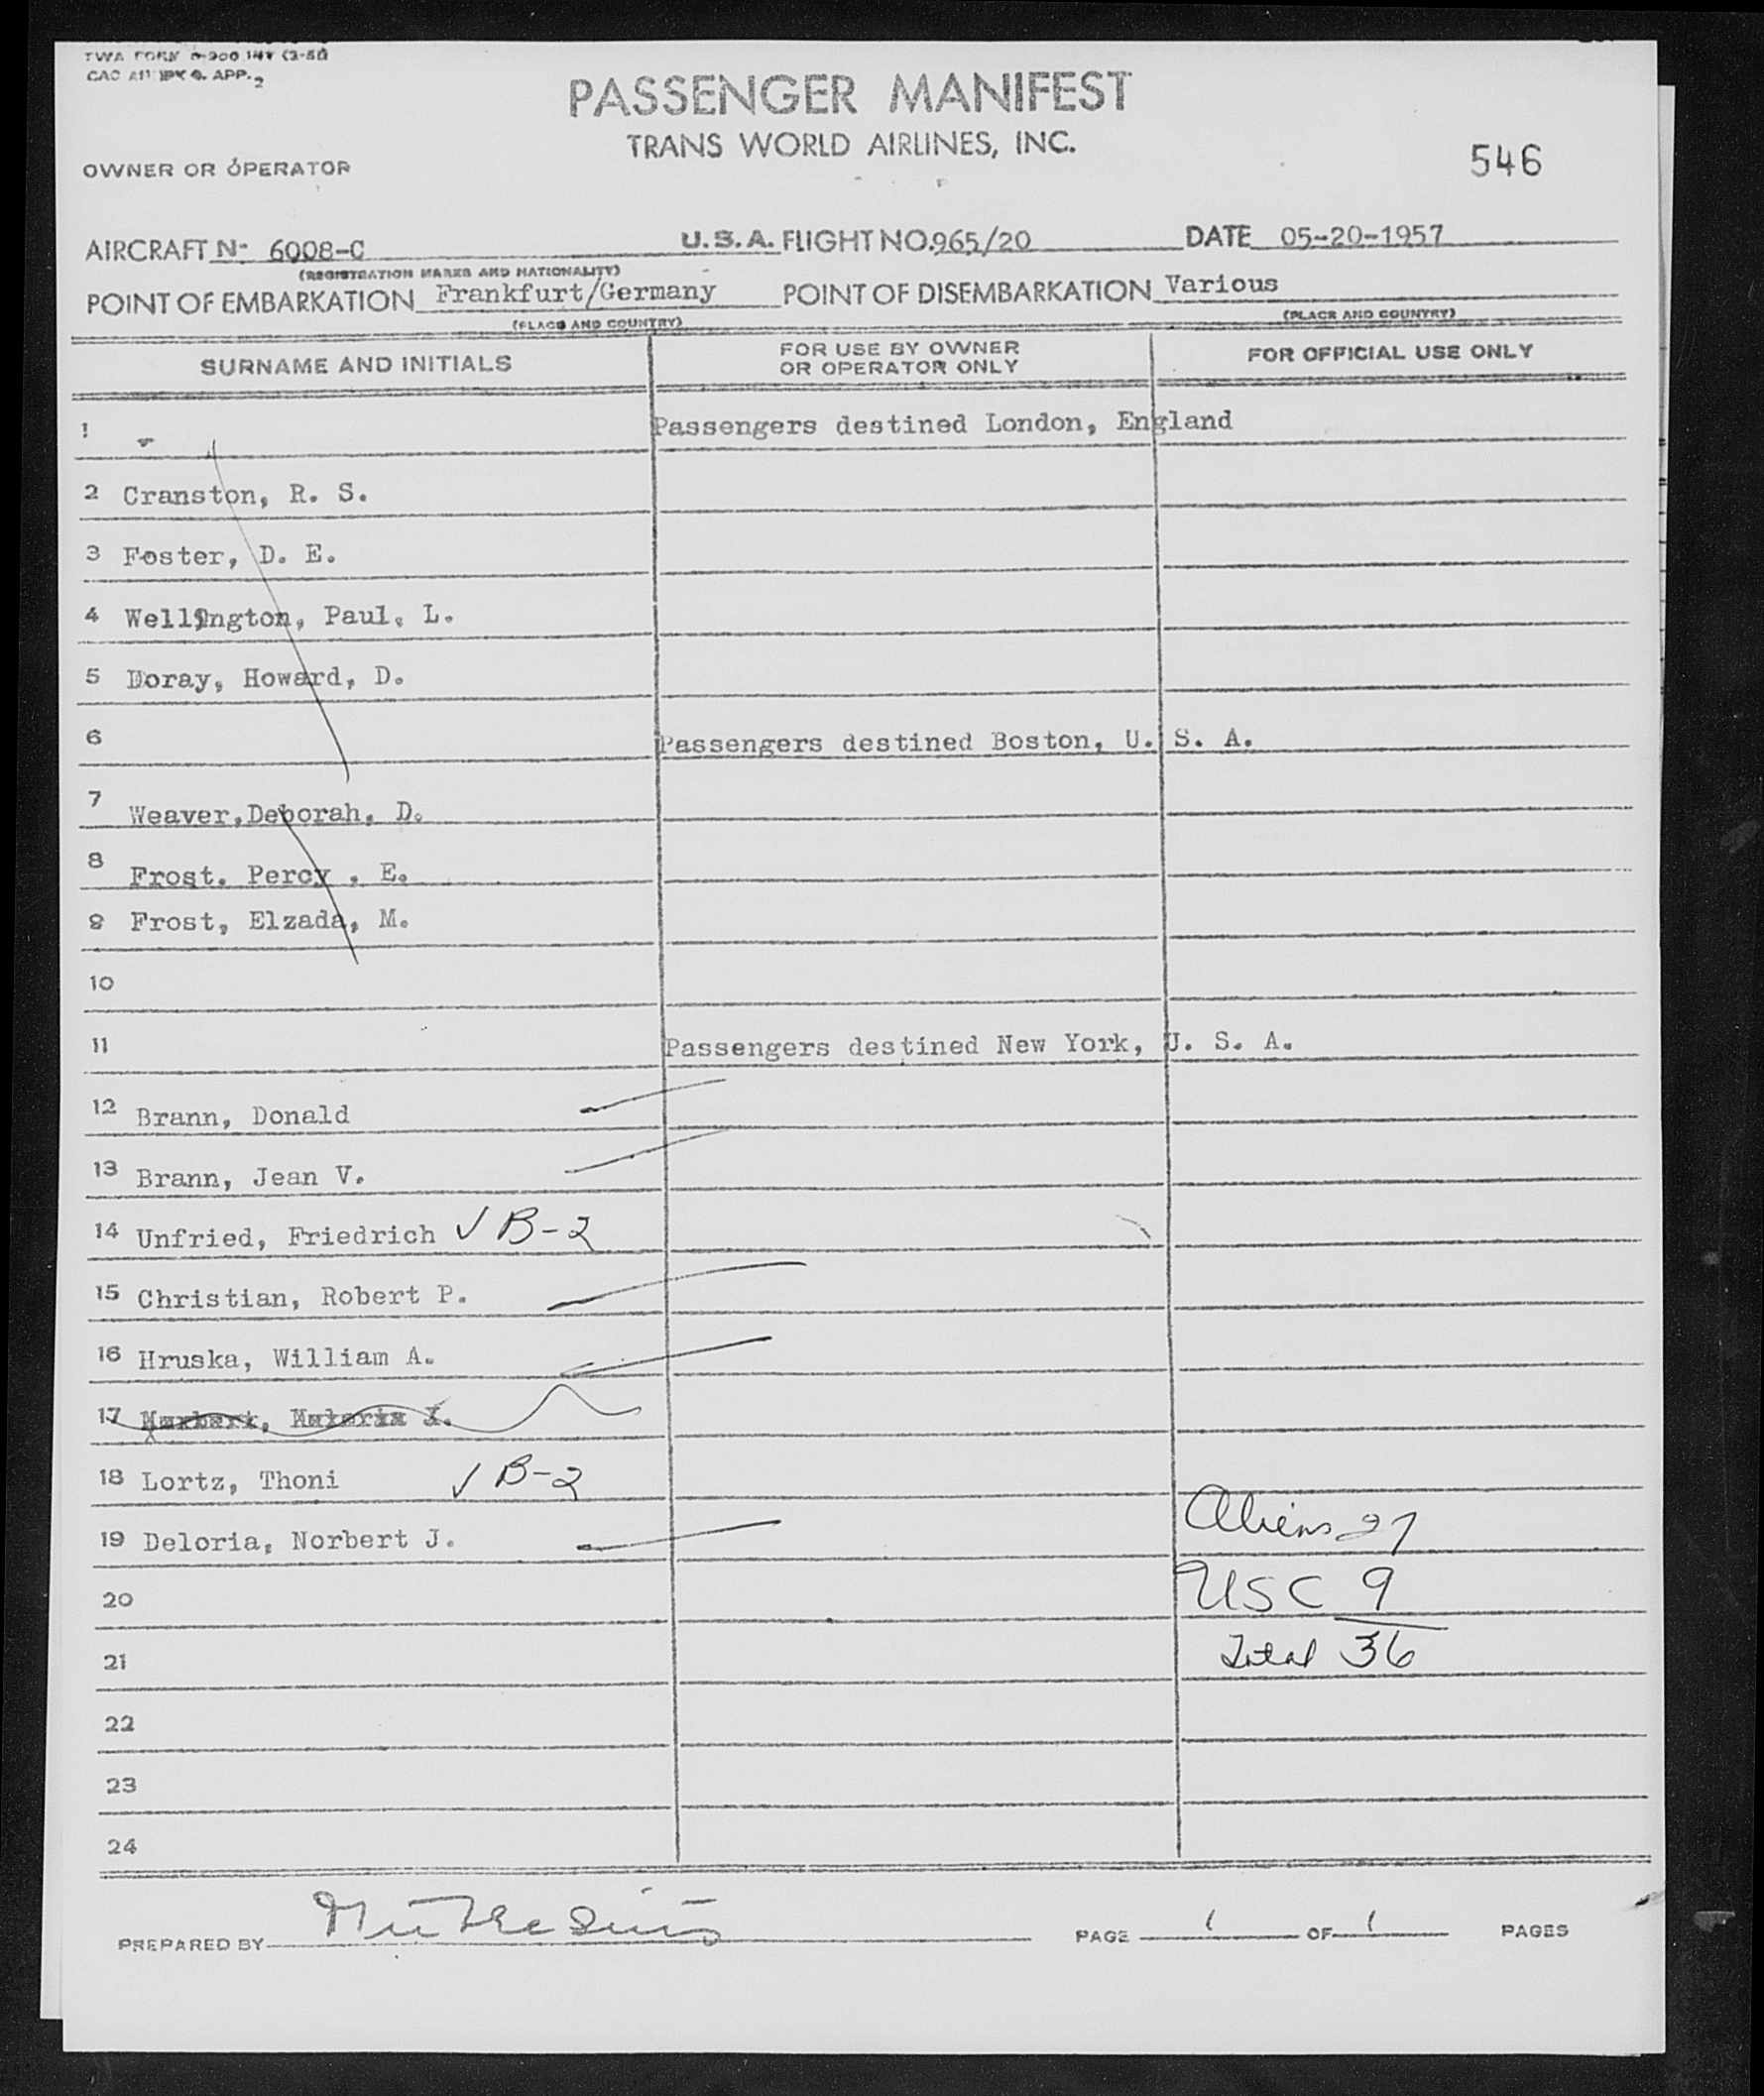 PASSENGER MANIFEST
TRANS WORLD AIRLINES, INC.
546
OWNER OR OPERATOR
AIRCRAFT N- 6008-C U.S.A. FLIGHT NO. 965/20 DATE 05-20-1957
(REGISTRATION MARKS AND NATIONALITY)
POINT OF EMBARKATION Frankfurt/Germany POINT OF DISEMBARKATION Various
(PLACE AND COUNTRY) (PLACE AND COUNTRY)
SURNAME AND INITIALS FOR USE BY OWNER OR OPERATOR ONLY FOR OFFICIAL USE ONLY
1 Passengers destined London, England
2 Cranston, R. S.
3 Foster, D. E.
4 Wellington, Paul, L.
5 Doray, Howard, D.
6 Passengers destined Boston, U. S. A.
7 Weaver, Deborah, D.
8 Frost. Percy , E.
9 Frost, Elzada, M.
10
11 Passengers destined New York, U. S. A.
12 Brann, Donald
13 Brann, Jean V.
14 Unfried, Friedrich ✓ B-2
15 Christian, Robert P.
16 Hruska, William A.
17
18 Lortz, Thoni ✓ B-2
19 Deloria, Norbert J. Aliens 27
20 USC 9
21 Total 36
22
23
24
PREPARED BY PAGE 1 OF 1 PAGES